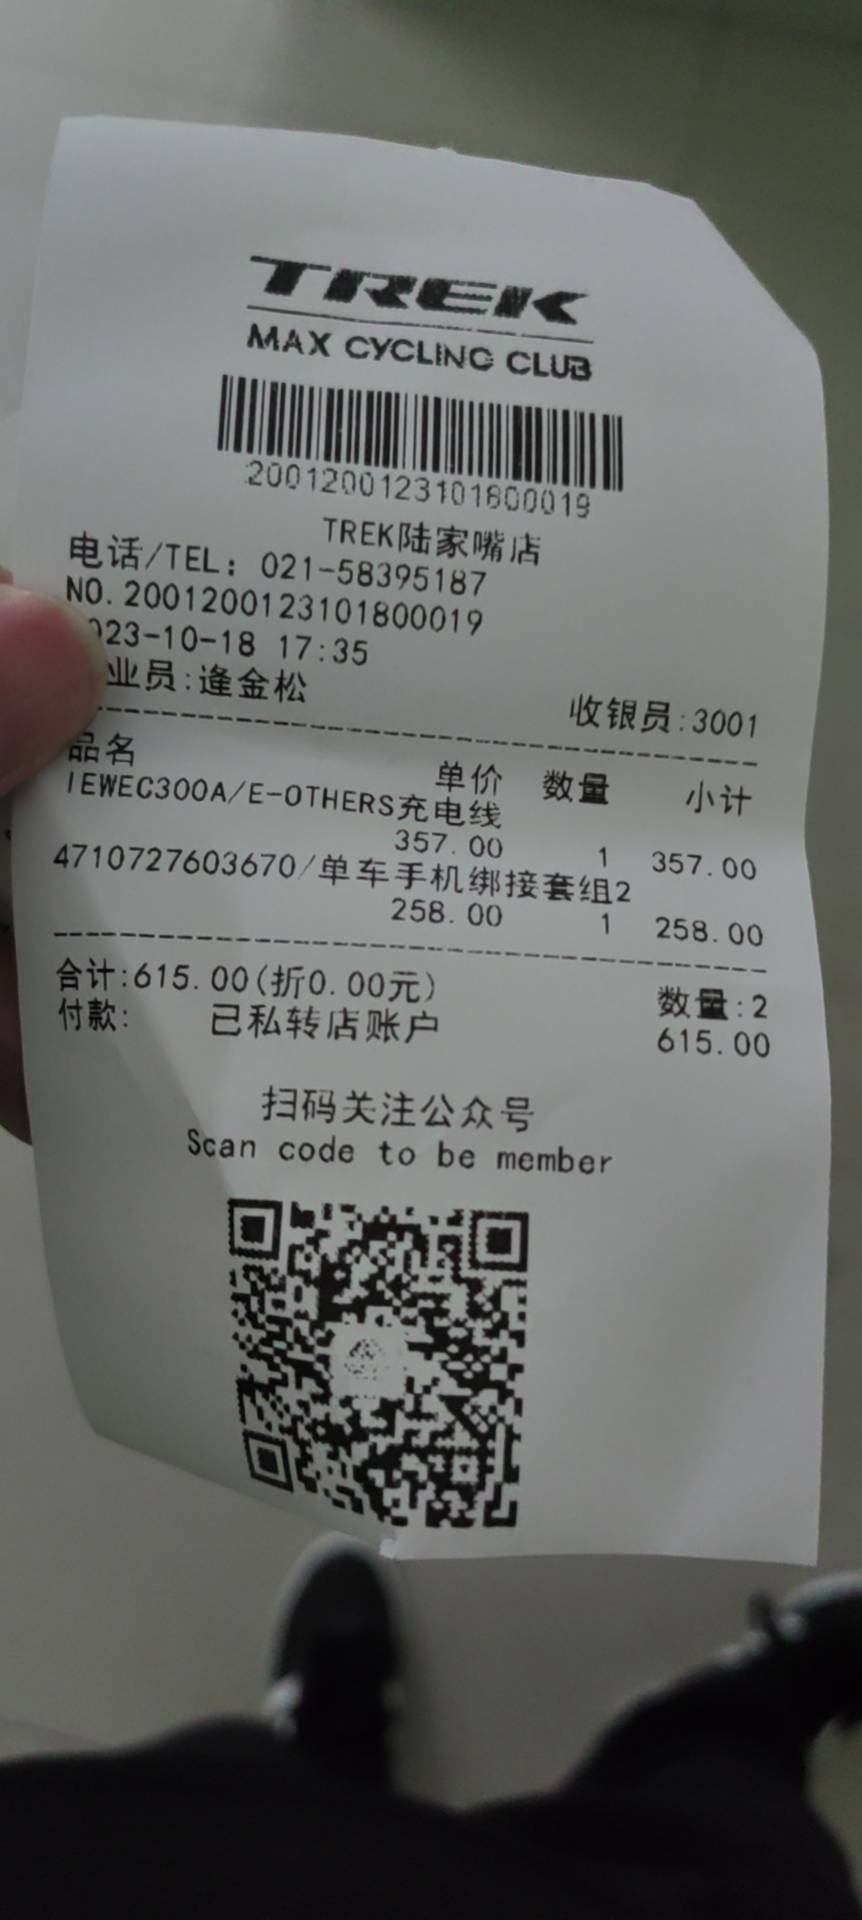 TREK
MAX CYCLING CLUB
2001200123101800019
TREK陆家嘴店
电话/TEL: 021-58395187
NO.2001200123101800019
023-10-18 17:35
业员:逄金松 收银员:3001
品名 单价 数量 小计
IEWEC300A/E-OTHERS充电线
357.00 1 357.00
4710727603670/单车手机绑接套组2
258.00 1 258.00
合计:615.00(折0.00元) 数量:2
付款: 已私转店账户 615.00
扫码关注公众号
Scan code to be member